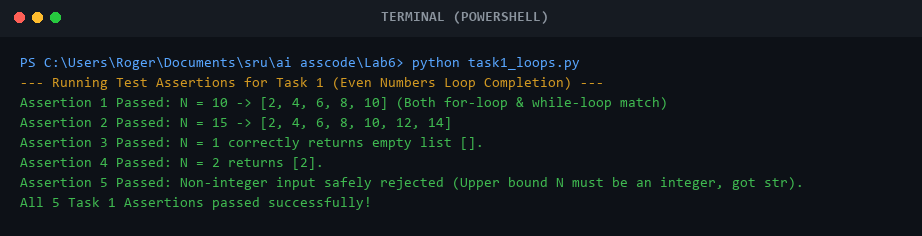 TERMINAL (POWERSHELL)
PS C:\Users\Roger\Documents\sru\ai asscode\Lab6> python task1_loops.py
--- Running Test Assertions for Task 1 (Even Numbers Loop Completion) ---
Assertion 1 Passed: N = 10 -> [2, 4, 6, 8, 10] (Both for-loop & while-loop match)
Assertion 2 Passed: N = 15 -> [2, 4, 6, 8, 10, 12, 14]
Assertion 3 Passed: N = 1 correctly returns empty list [].
Assertion 4 Passed: N = 2 returns [2].
Assertion 5 Passed: Non-integer input safely rejected (Upper bound N must be an integer, got str).
All 5 Task 1 Assertions passed successfully!